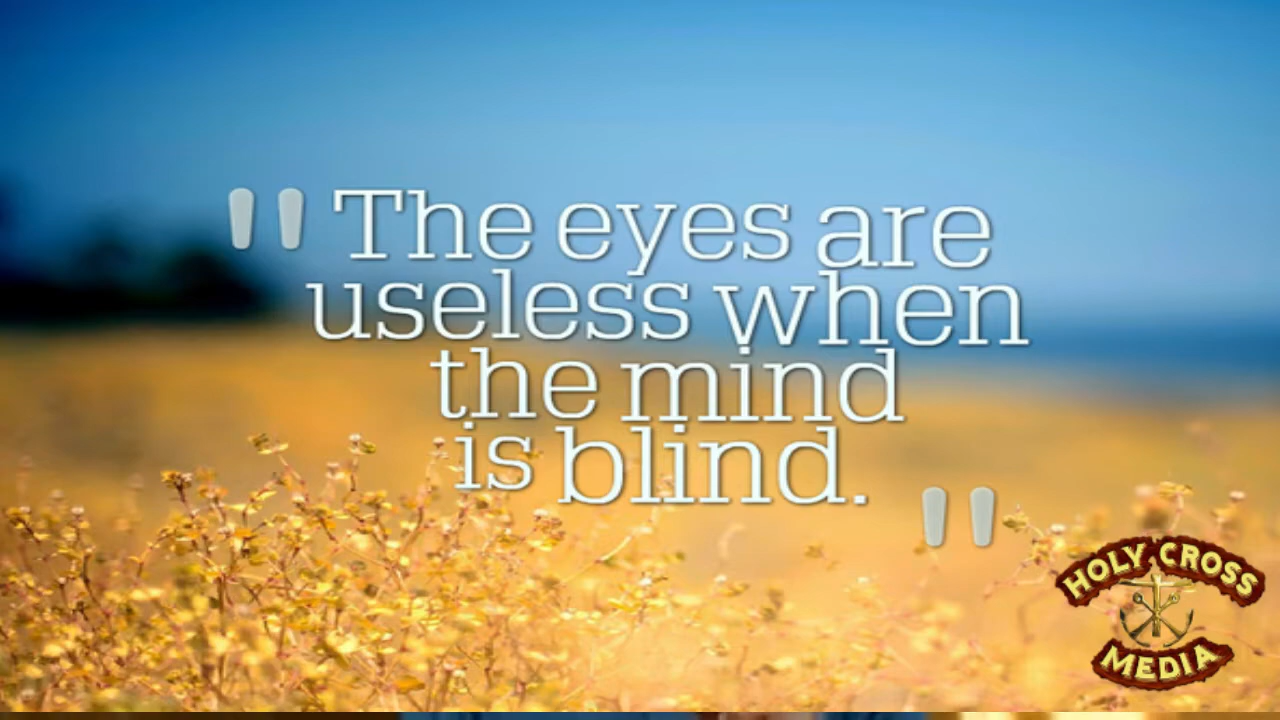 "The eyes are
useless when
the mind
is blind."
HOLY CROSS
MEDIA